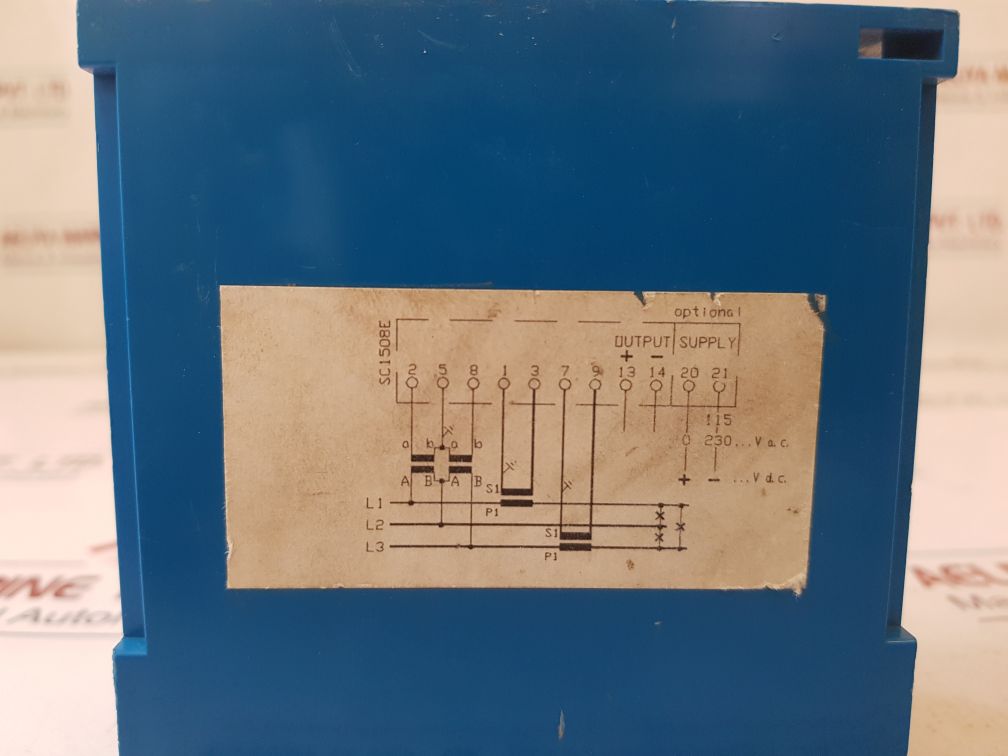 optional
SC1508E
OUTPUT SUPPLY
+ −
2 5 8 1 3 7 9 13 14 20 21
115
a b a b 0 230...V a.c.
A B A B + − ...V d.c.
S1
L1
P1
L2
S1
L3
P1